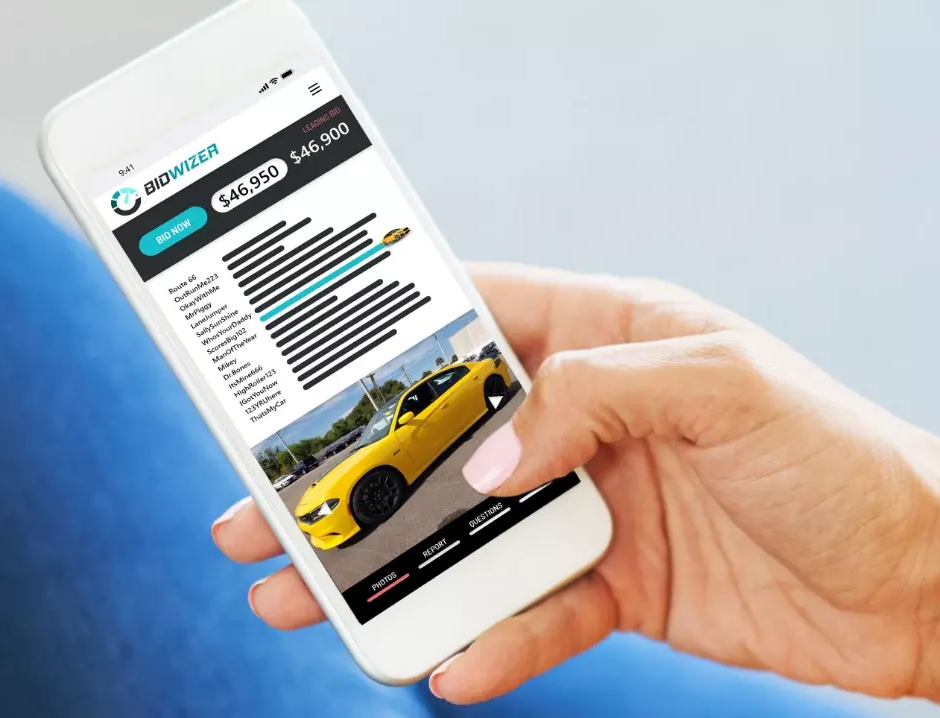 9:41
BIDWIZER
LEADING BID
BID NOW
$46,950
$46,900
Route 66
OutRunMe223
OkayWithMe
MrPiggy
LaneJumper
SallySunShine
WhosYourDaddy
ScoresBig102
ManOfTheYear
Mikey
Dr.Bones
ItsMine666
HighRoller123
IGotYouNow
123YRUhere
ThatsMyCar
PHOTOS
REPORT
QUESTIONS